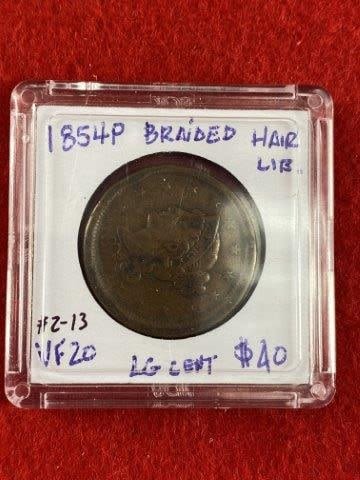 1854P BRAIDED HAIR
LIB.
#2-13
VF20 LG CENT $40